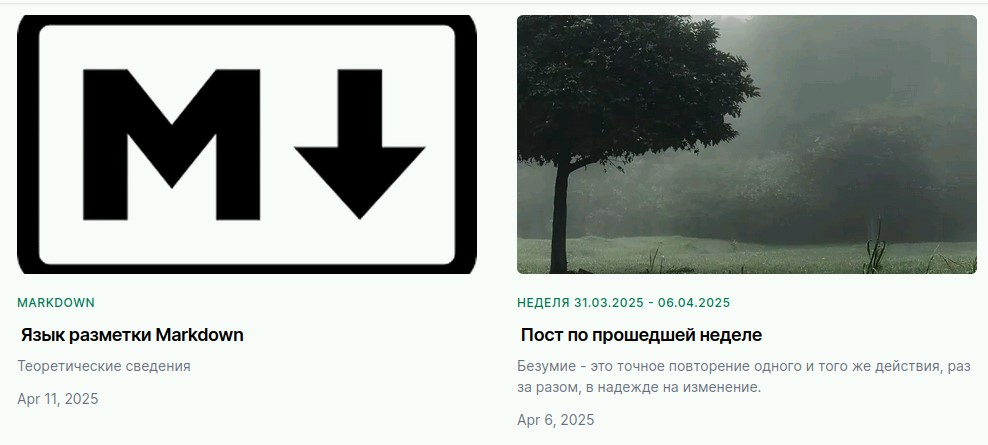 M
MARKDOWN
Язык разметки Markdown
Теоретические сведения
Apr 11, 2025
НЕДЕЛЯ 31.03.2025 - 06.04.2025
Пост по прошедшей неделе
Безумие - это точное повторение одного и того же действия, раз
за разом, в надежде на изменение.
Apr 6, 2025